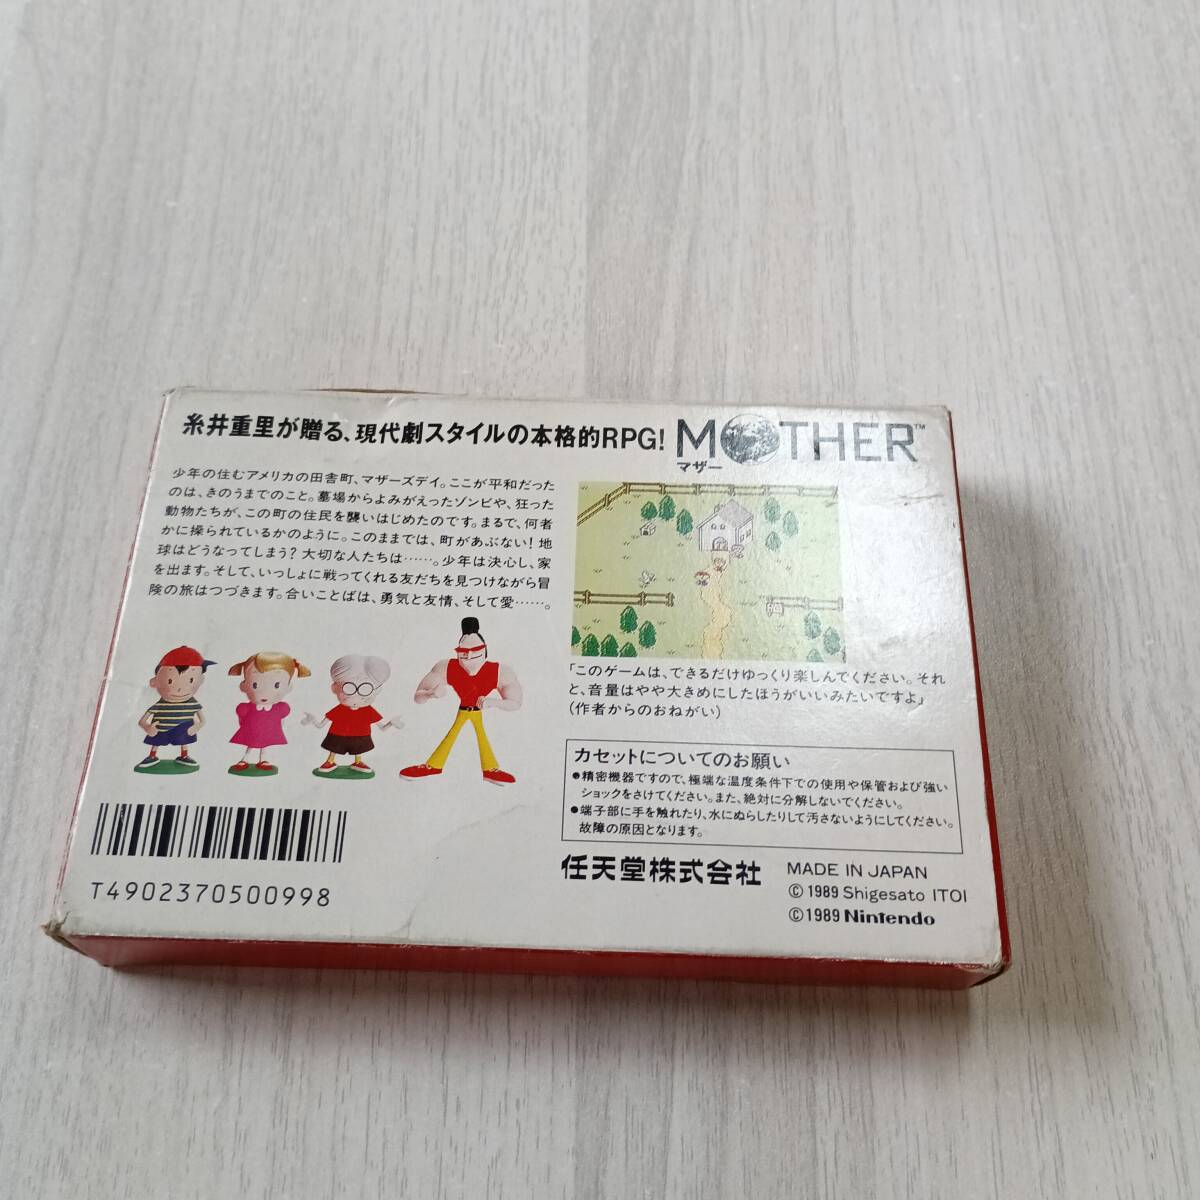 糸井重里が贈る、現代劇スタイルの本格的RPG!
MOTHER™
マザー
少年の住むアメリカの田舎町、マザーズデイ。ここが平和だった
のは、きのうまでのこと。墓場からよみがえったゾンビや、狂った
動物たちが、この町の住民を襲いはじめたのです。まるで、何者
かに操られているかのように。このままでは、町があぶない!地
球はどうなってしまう?大切な人たちは……。少年は決心し、家
を出ます。そして、いっしょに戦ってくれる友だちを見つけながら冒
険の旅はつづきます。合いことばは、勇気と友情、そして愛……。
「このゲームは、できるだけゆっくり楽しんでください。それ
と、音量はやや大きめにしたほうがいいみたいですよ」
(作者からのおねがい)
カセットについてのお願い
●精密機器ですので、極端な温度条件下での使用や保管および強い
ショックをさけてください。また、絶対に分解しないでください。
●端子部に手を触れたり、水にぬらしたりして汚さないようにしてください。
故障の原因となります。
T4902370500998
任天堂株式会社
MADE IN JAPAN
©1989 Shigesato ITOI
©1989 Nintendo